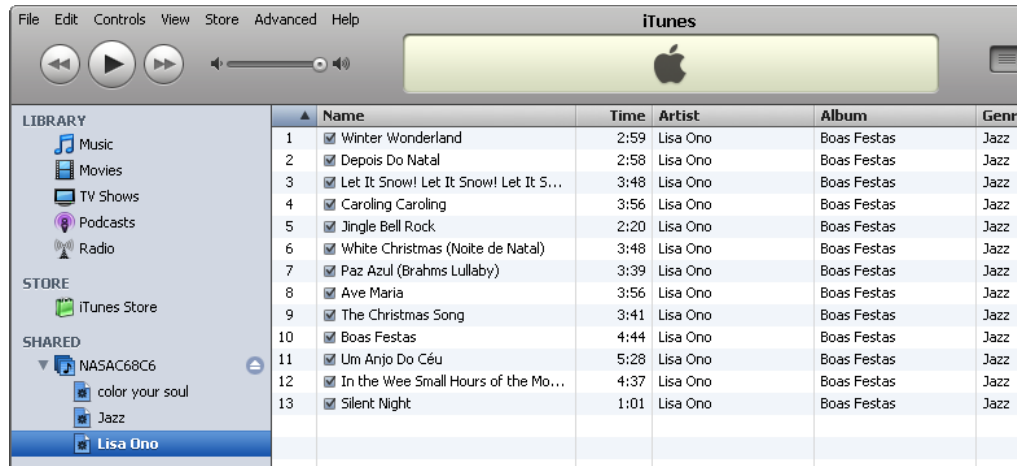 File Edit Controls View Store Advanced Help
iTunes
LIBRARY
Music
Movies
TV Shows
Podcasts
Radio
STORE
iTunes Store
SHARED
NASAC68C6
color your soul
Jazz
Lisa Ono
Name Time Artist Album Genr
1 Winter Wonderland 2:59 Lisa Ono Boas Festas Jazz
2 Depois Do Natal 2:58 Lisa Ono Boas Festas Jazz
3 Let It Snow! Let It Snow! Let It S... 3:48 Lisa Ono Boas Festas Jazz
4 Caroling Caroling 3:56 Lisa Ono Boas Festas Jazz
5 Jingle Bell Rock 2:20 Lisa Ono Boas Festas Jazz
6 White Christmas (Noite de Natal) 3:48 Lisa Ono Boas Festas Jazz
7 Paz Azul (Brahms Lullaby) 3:39 Lisa Ono Boas Festas Jazz
8 Ave Maria 3:56 Lisa Ono Boas Festas Jazz
9 The Christmas Song 3:41 Lisa Ono Boas Festas Jazz
10 Boas Festas 4:44 Lisa Ono Boas Festas Jazz
11 Um Anjo Do Céu 5:28 Lisa Ono Boas Festas Jazz
12 In the Wee Small Hours of the Mo... 4:37 Lisa Ono Boas Festas Jazz
13 Silent Night 1:01 Lisa Ono Boas Festas Jazz